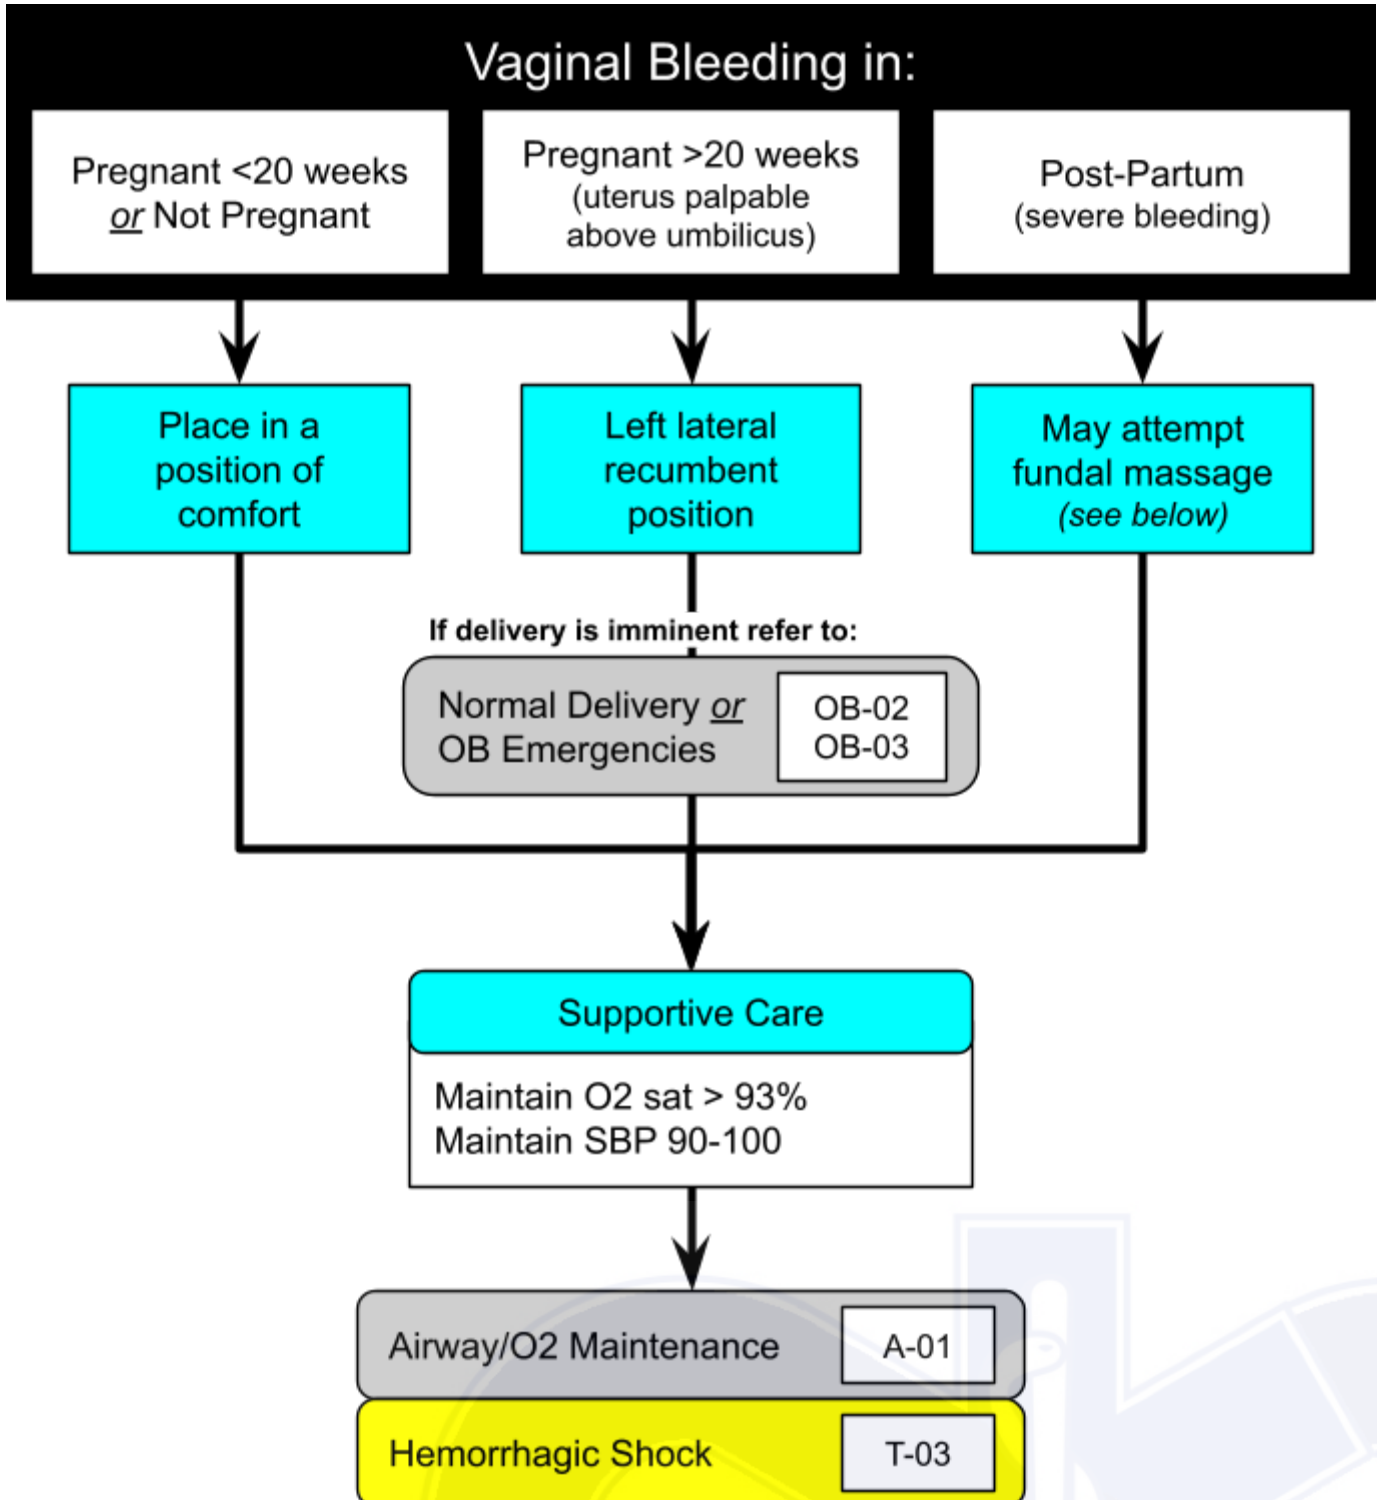 Vaginal Bleeding in:
Pregnant <20 weeks
or Not Pregnant
Pregnant >20 weeks
(uterus palpable
above umbilicus)
Post-Partum
(severe bleeding)
Place in a
position of
comfort
Left lateral
recumbent
position
May attempt
fundal massage
(see below)
If delivery is imminent refer to:
Normal Delivery or
OB Emergencies
OB-02
OB-03
Supportive Care
Maintain O2 sat > 93%
Maintain SBP 90-100
Airway/O2 Maintenance
A-01
Hemorrhagic Shock
T-03